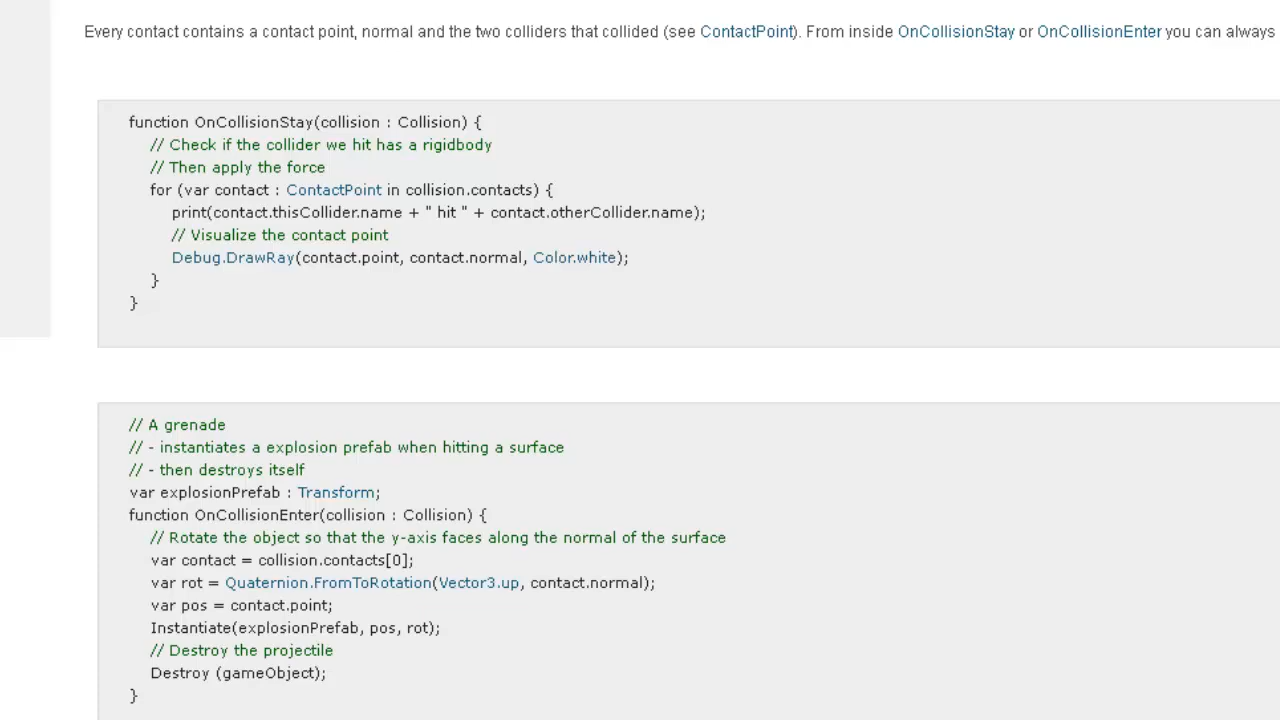 Every contact contains a contact point, normal and the two colliders that collided (see ContactPoint). From inside OnCollisionStay or OnCollisionEnter you can always
function OnCollisionStay(collision : Collision) {
// Check if the collider we hit has a rigidbody
// Then apply the force
for (var contact : ContactPoint in collision.contacts) {
print(contact.thisCollider.name + " hit " + contact.otherCollider.name);
// Visualize the contact point
Debug.DrawRay(contact.point, contact.normal, Color.white);
}
}
// A grenade
// - instantiates a explosion prefab when hitting a surface
// - then destroys itself
var explosionPrefab : Transform;
function OnCollisionEnter(collision : Collision) {
// Rotate the object so that the y-axis faces along the normal of the surface
var contact = collision.contacts[0];
var rot = Quaternion.FromToRotation(Vector3.up, contact.normal);
var pos = contact.point;
Instantiate(explosionPrefab, pos, rot);
// Destroy the projectile
Destroy (gameObject);
}